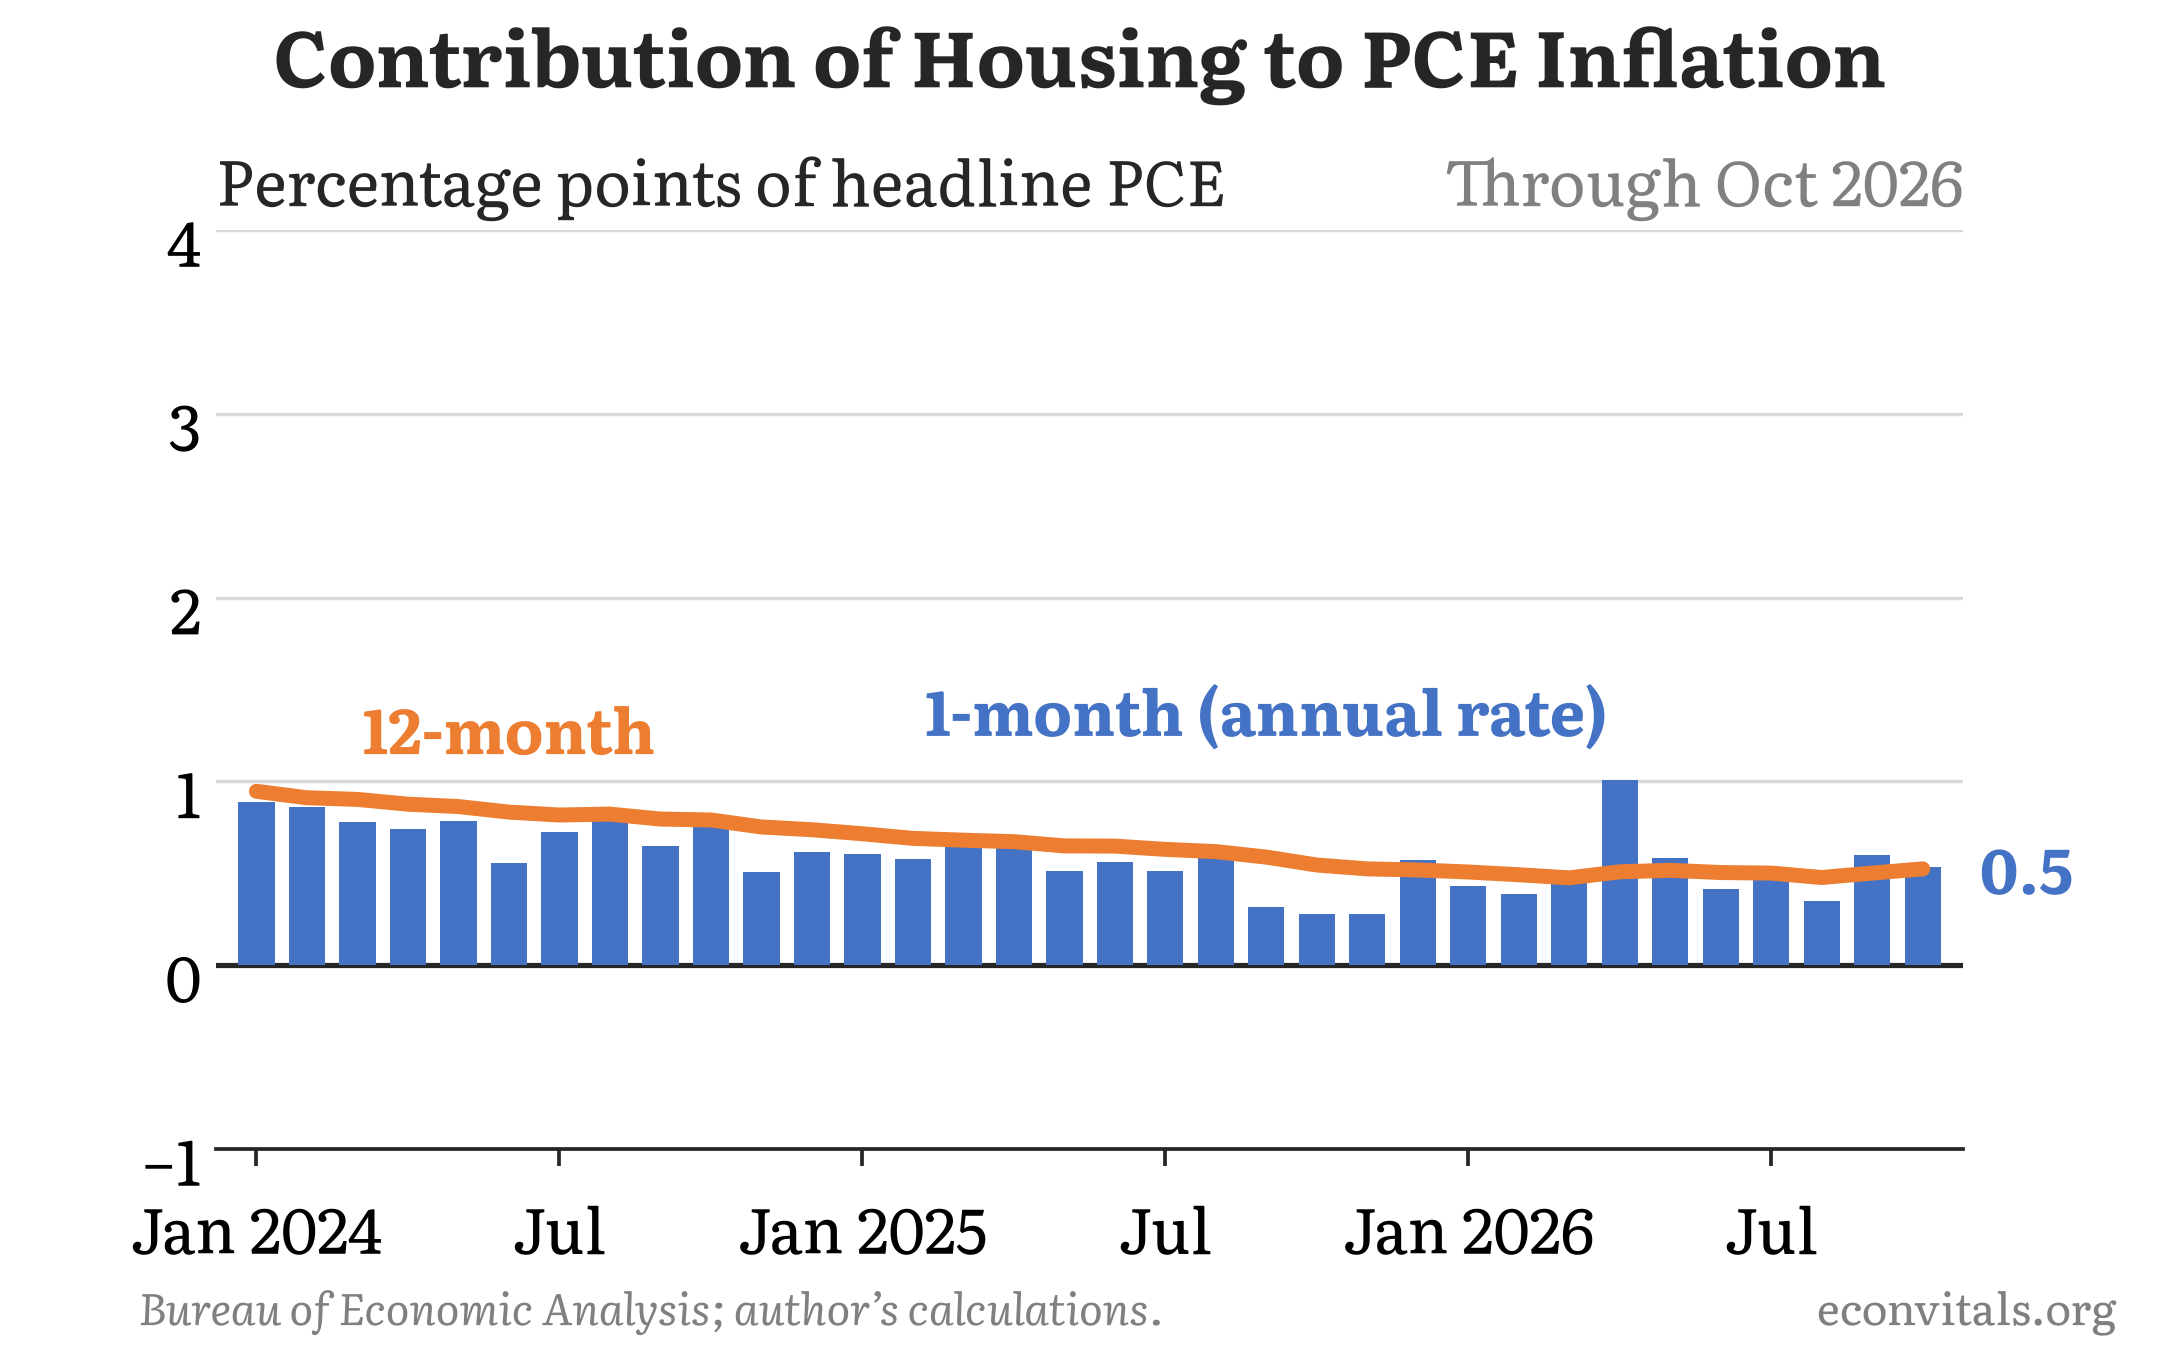 Contribution of Housing to PCE Inflation
Percentage points of headline PCE
Through Oct 2026
4
3
2
12-month
1-month (annual rate)
1
0.5
0
−1
Jan 2024
Jul
Jan 2025
Jul
Jan 2026
Jul
Bureau of Economic Analysis; author’s calculations.
econvitals.org